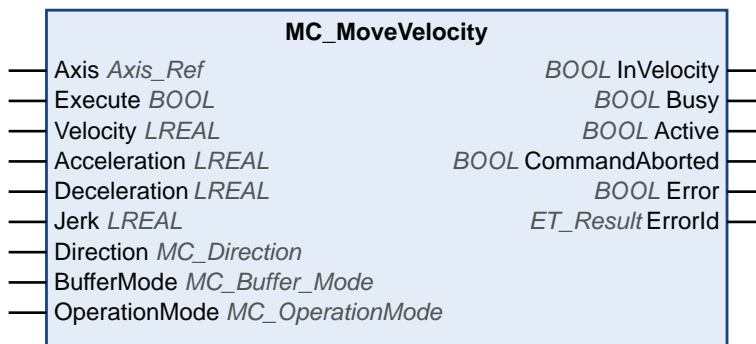 MC_MoveVelocity
Axis Axis_Ref BOOL InVelocity
Execute BOOL BOOL Busy
Velocity LREAL BOOL Active
Acceleration LREAL BOOL CommandAborted
Deceleration LREAL BOOL Error
Jerk LREAL ET_Result ErrorId
Direction MC_Direction
BufferMode MC_Buffer_Mode
OperationMode MC_OperationMode